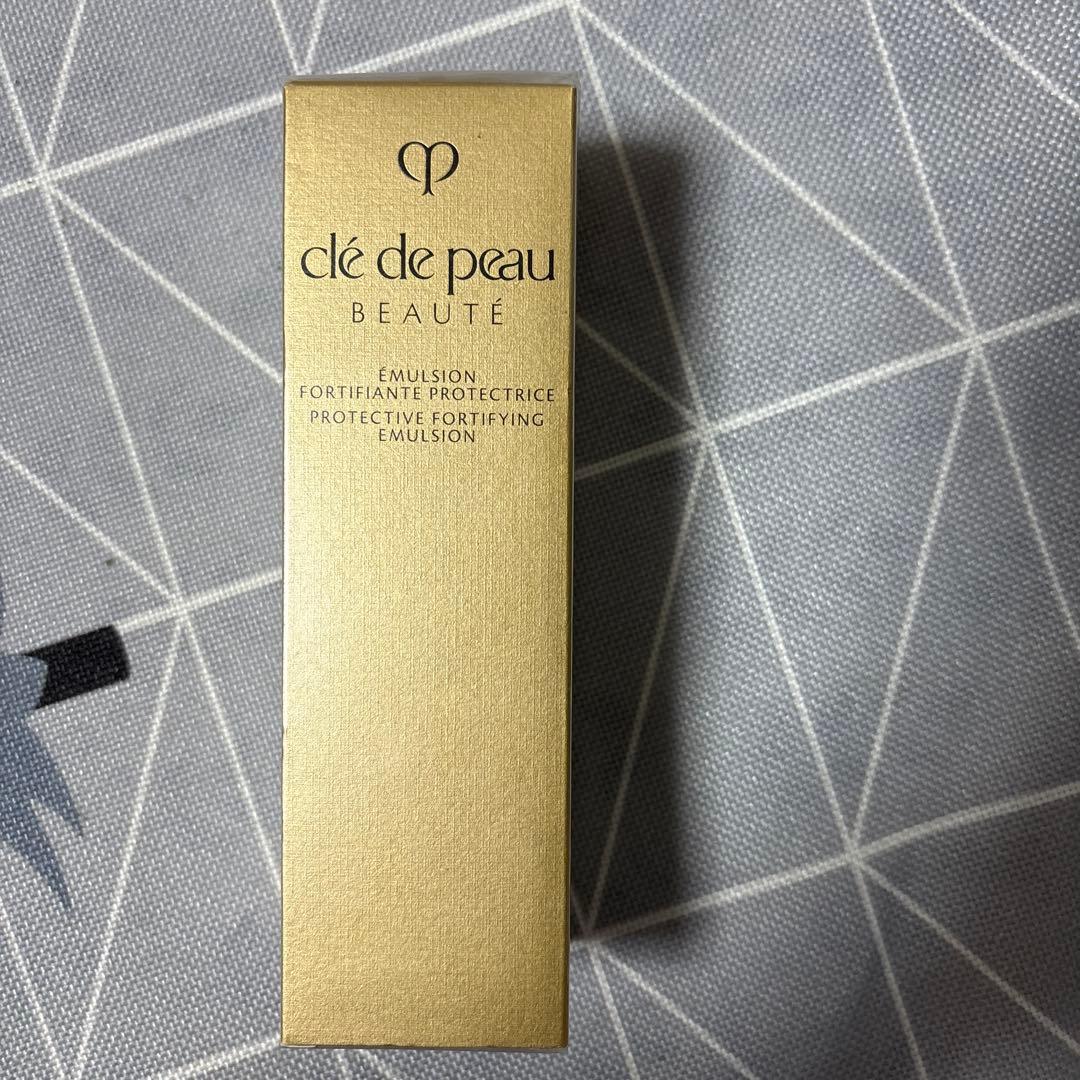 clé de peau
BEAUTÉ
ÉMULSION
FORTIFIANTE PROTECTRICE
PROTECTIVE FORTIFYING
EMULSION